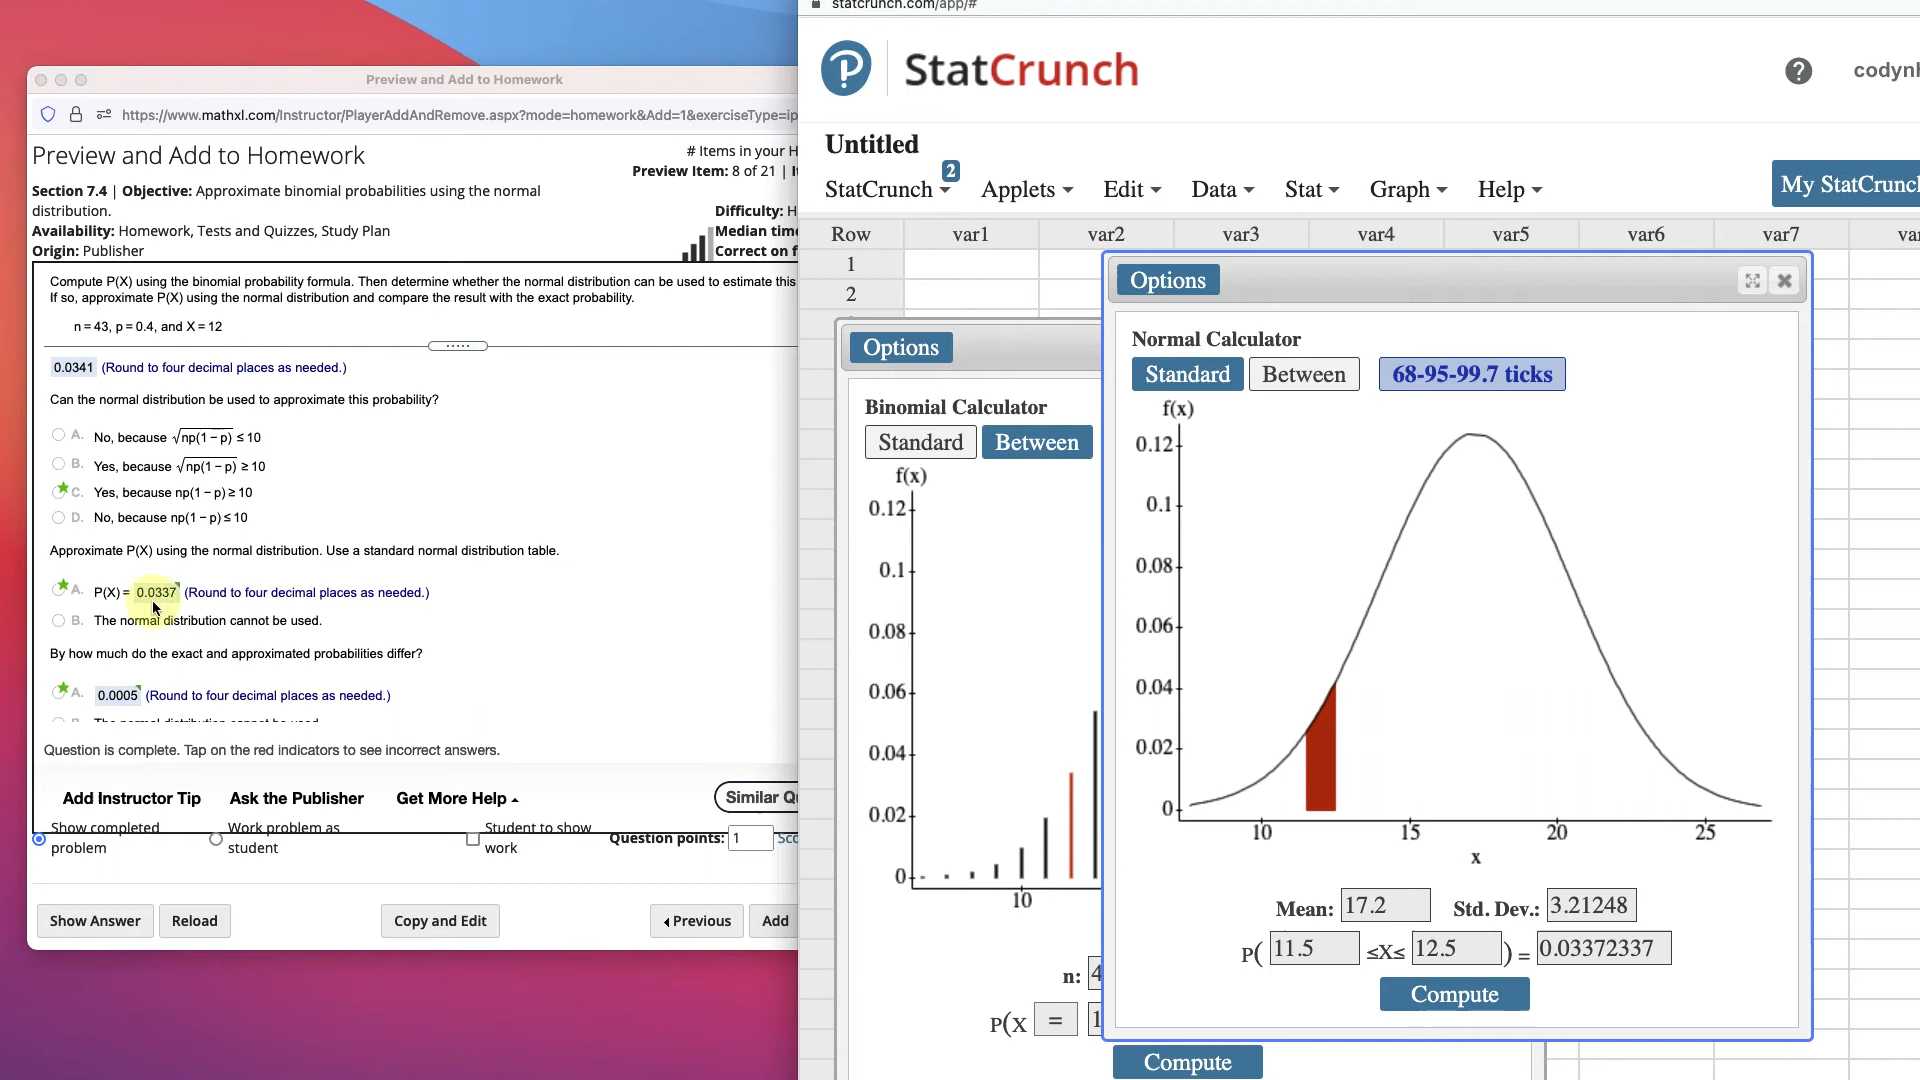 Preview and Add to Homework
https://www.mathxl.com/Instructor/PlayerAddAndRemove.aspx?mode=homework&Add=1&exerciseType=ip
Preview and Add to Homework
# Items in your H
Preview Item: 8 of 21 |
Section 7.4 | Objective: Approximate binomial probabilities using the normal
distribution.
Difficulty: H
Availability: Homework, Tests and Quizzes, Study Plan
Median time
Origin: Publisher
Correct on f
Compute P(X) using the binomial probability formula. Then determine whether the normal distribution can be used to estimate this
If so, approximate P(X) using the normal distribution and compare the result with the exact probability.
n = 43, p = 0.4, and X = 12
0.0341 (Round to four decimal places as needed.)
Can the normal distribution be used to approximate this probability?
A. No, because √np(1 − p) ≤ 10
B. Yes, because √np(1 − p) ≥ 10
C. Yes, because np(1 − p) ≥ 10
D. No, because np(1 − p) ≤ 10
Approximate P(X) using the normal distribution. Use a standard normal distribution table.
A. P(X) = 0.0337 (Round to four decimal places as needed.)
B. The normal distribution cannot be used.
By how much do the exact and approximated probabilities differ?
A. 0.0005 (Round to four decimal places as needed.)
B. The normal distribution cannot be used.
Question is complete. Tap on the red indicators to see incorrect answers.
Add Instructor Tip
Ask the Publisher
Get More Help
Similar Q
Show completed problem
Work problem as student
Student to show work
Question points: 1
Sco
Show Answer
Reload
Copy and Edit
Previous
Add
statcrunch.com/app/#
P
StatCrunch
?
codynh
Untitled
2
StatCrunch
Applets
Edit
Data
Stat
Graph
Help
My StatCrunch
Row var1 var2 var3 var4 var5 var6 var7 va
1
2
Options
Binomial Calculator
Standard Between
f(x)
0.12
0.1
0.08
0.06
0.04
0.02
0
10
n: 4
P(X = 1
Compute
Options
Normal Calculator
Standard Between 68-95-99.7 ticks
f(x)
0.12
0.1
0.08
0.06
0.04
0.02
0
10 15 20 25
x
Mean: 17.2 Std. Dev.: 3.21248
P( 11.5 ≤X≤ 12.5 ) = 0.03372337
Compute